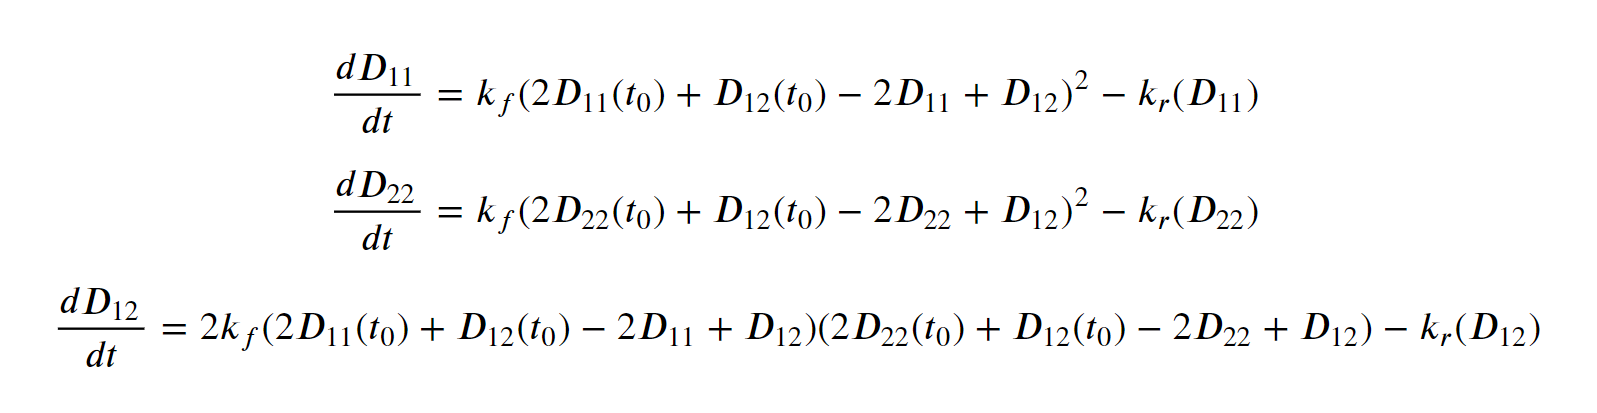 dD₁₁/dt = k_f(2D₁₁(t₀) + D₁₂(t₀) − 2D₁₁ + D₁₂)² − k_r(D₁₁)
dD₂₂/dt = k_f(2D₂₂(t₀) + D₁₂(t₀) − 2D₂₂ + D₁₂)² − k_r(D₂₂)
dD₁₂/dt = 2k_f(2D₁₁(t₀) + D₁₂(t₀) − 2D₁₁ + D₁₂)(2D₂₂(t₀) + D₁₂(t₀) − 2D₂₂ + D₁₂) − k_r(D₁₂)